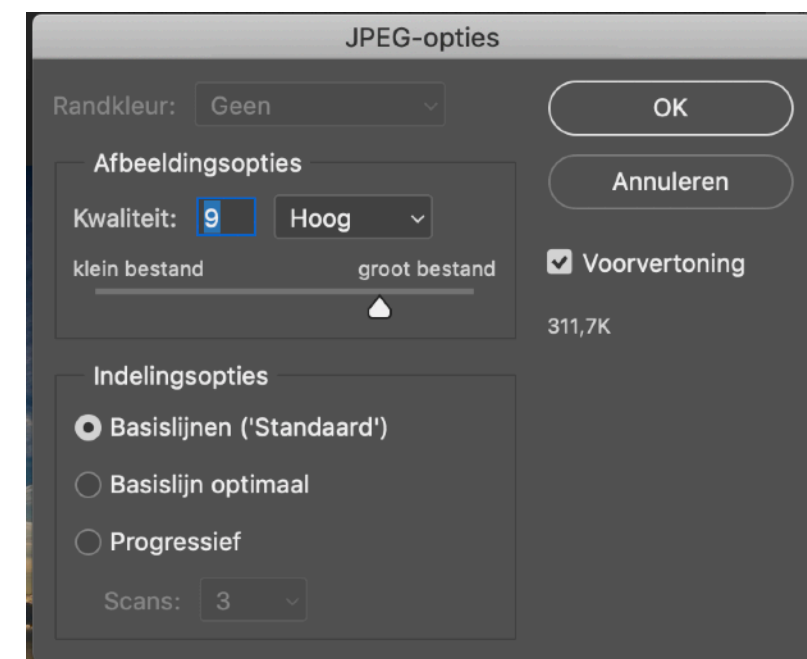 JPEG-opties
Randkleur: Geen
OK
Afbeeldingsopties
Annuleren
Kwaliteit: 9 Hoog
klein bestand groot bestand
Voorvertoning
311,7K
Indelingsopties
Basislijnen ('Standaard')
Basislijn optimaal
Progressief
Scans: 3